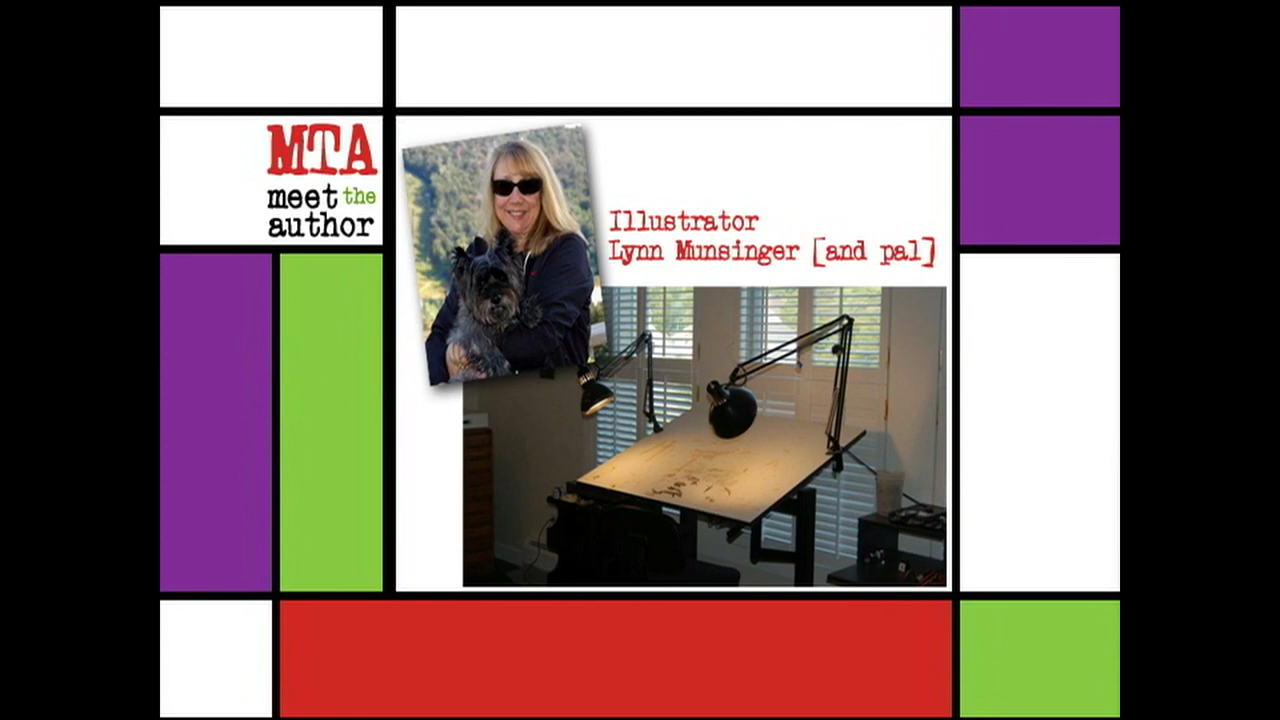 MTA
meet the
author
Illustrator
Lynn Munsinger [and pal]